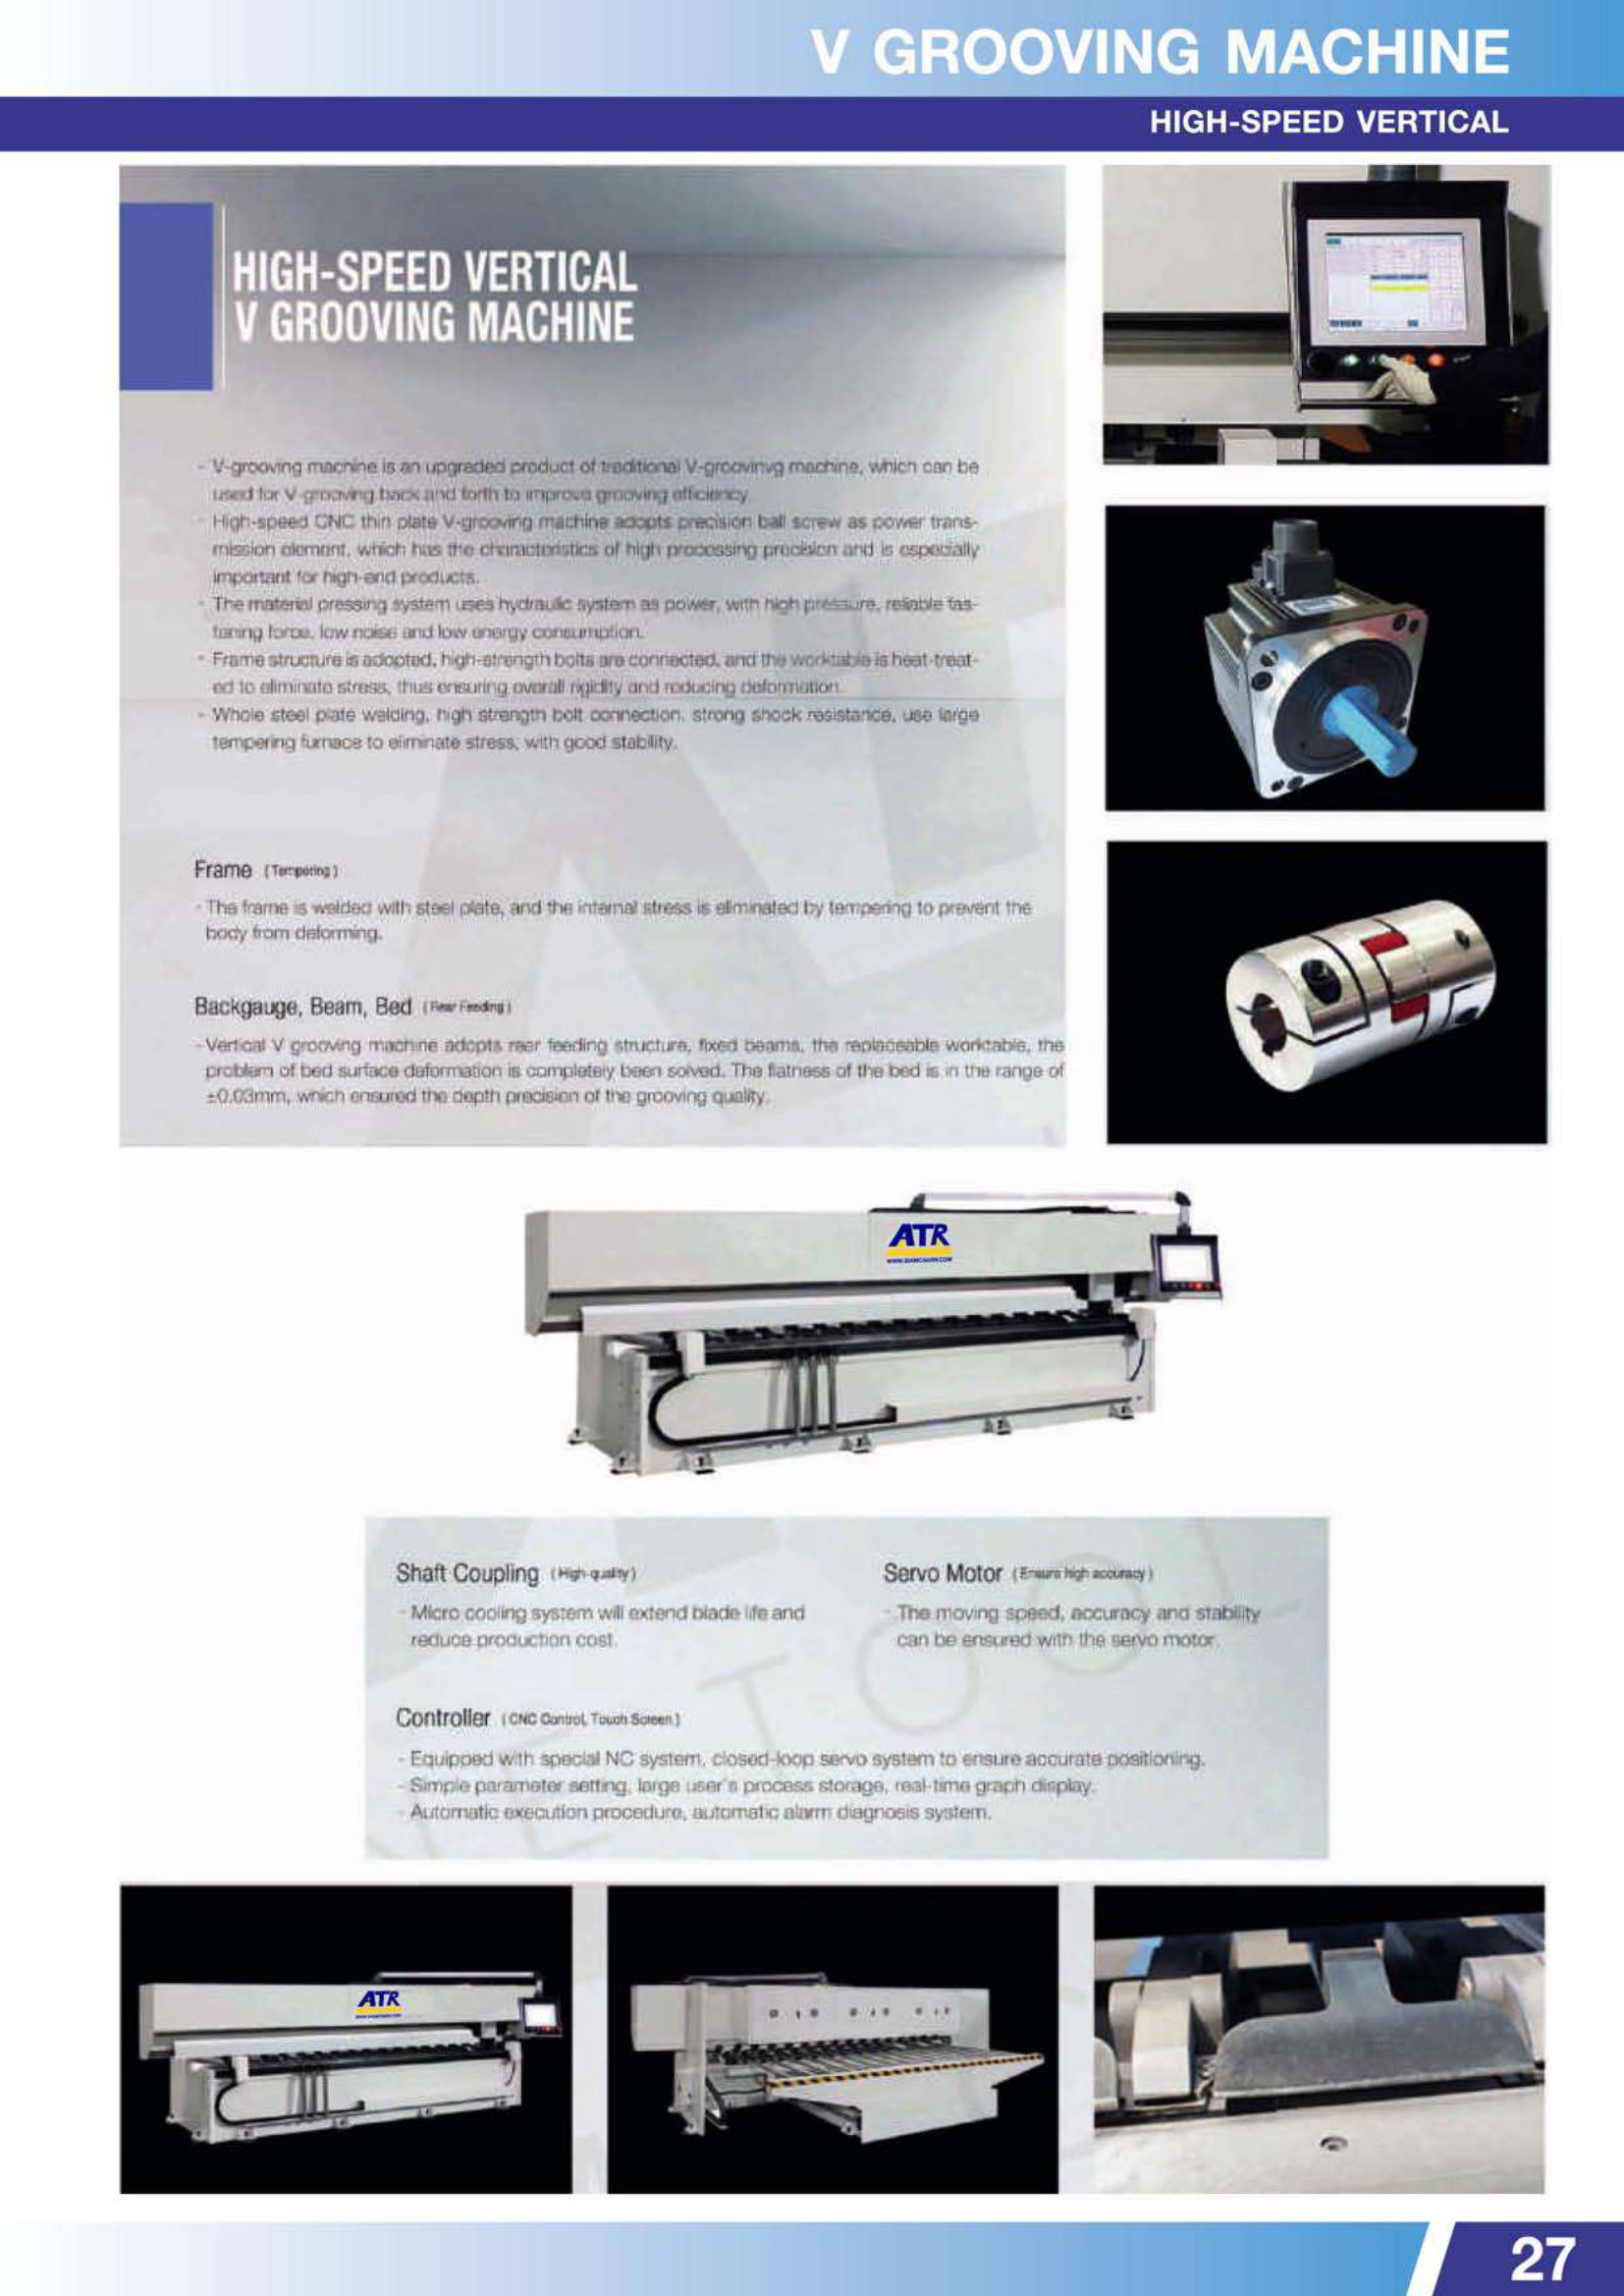 V GROOVING MACHINE
HIGH-SPEED VERTICAL
HIGH-SPEED VERTICAL
V GROOVING MACHINE
- V-grooving machine is an upgraded product of traditional V-groovinvg machine, which can be
used for V-grooving back and forth to improve grooving efficiency
- High-speed CNC thin plate V-grooving machine adopts precision ball screw as power trans-
mission element, which has the characteristics of high processing precision and is especially
important for high-end products.
- The material pressing system uses hydraulic system as power, with high pressure, reliable fas-
tening force, low noise and low energy consumption.
- Frame structure is adopted, high-strength bolts are connected, and the worktable is heat-treat-
ed to eliminate stress, thus ensuring overall rigidity and reducing deformation.
- Whole steel plate welding, high strength bolt connection, strong shock resistance, use large
tempering furnace to eliminate stress, with good stability.
Frame (Tempering)
- The frame is welded with steel plate, and the internal stress is eliminated by tempering to prevent the
body from deforming.
Backgauge, Beam, Bed (Rear Feeding)
- Vertical V grooving machine adopts rear feeding structure, fixed beams, the replaceable worktable, the
problem of bed surface deformation is completely been solved. The flatness of the bed is in the range of
±0.03mm, which ensured the depth precision of the grooving quality.
ATR
WWW.SIAMCHARN.COM
Shaft Coupling (High-quality)
- Micro cooling system will extend blade life and
reduce production cost.
Servo Motor (Ensure high accuracy)
- The moving speed, accuracy and stability
can be ensured with the servo motor.
Controller (CNC Control, Touch Screen)
- Equipped with special NC system, closed-loop servo system to ensure accurate positioning.
- Simple parameter setting, large user's process storage, real-time graph display.
- Automatic execution procedure, automatic alarm diagnosis system.
ATR
27